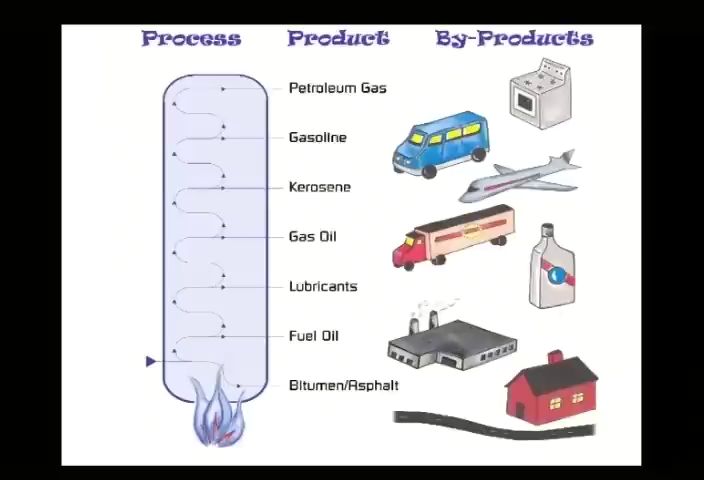 Process Product By-Products
Petroleum Gas
Gasoline
Kerosene
Gas Oil
Lubricants
Fuel Oil
Bitumen/Asphalt